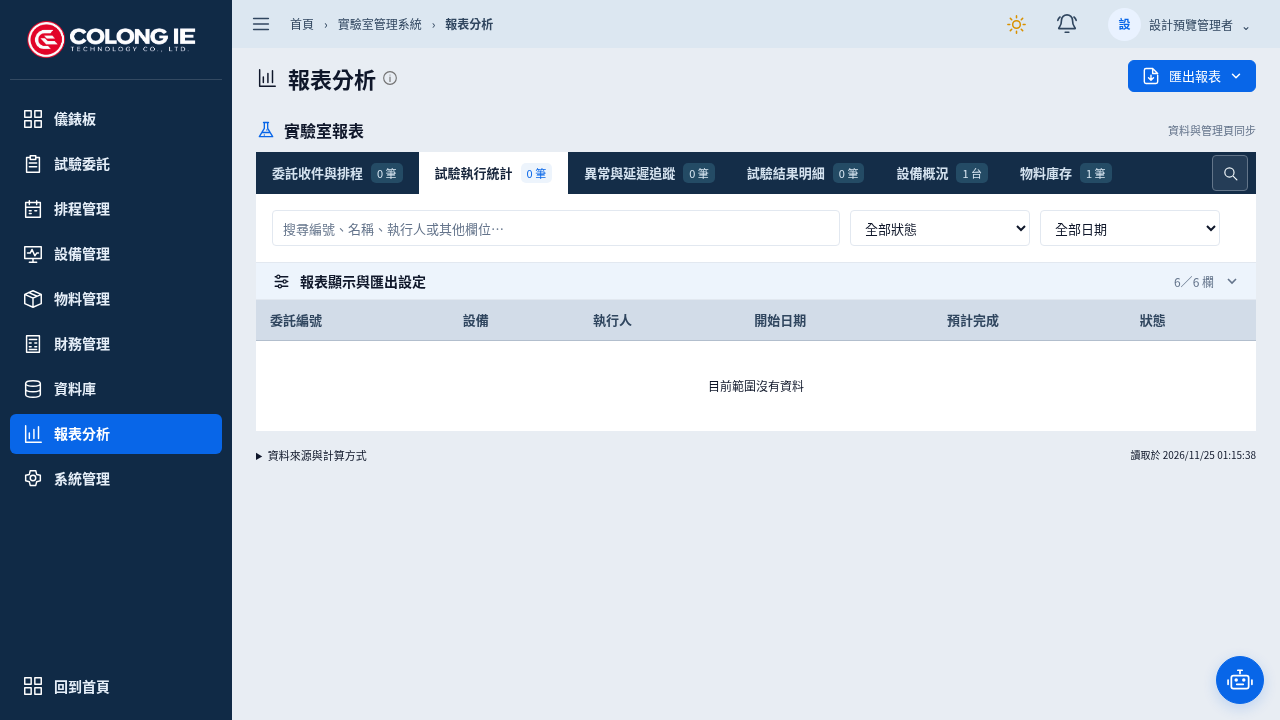 COLONG IE
TECHNOLOGY CO., LTD.
儀錶板
試驗委託
排程管理
設備管理
物料管理
財務管理
資料庫
報表分析
系統管理
回到首頁
首頁 › 實驗室管理系統 › 報表分析
設 設計預覽管理者
報表分析
匯出報表
實驗室報表
資料與管理頁同步
委託收件與排程 0 筆 試驗執行統計 0 筆 異常與延遲追蹤 0 筆 試驗結果明細 0 筆 設備概況 1 台 物料庫存 1 筆
搜尋編號、名稱、執行人或其他欄位… 全部狀態 全部日期
報表顯示與匯出設定 6／6 欄
委託編號 設備 執行人 開始日期 預計完成 狀態
目前範圍沒有資料
資料來源與計算方式 讀取於 2026/11/25 01:15:38